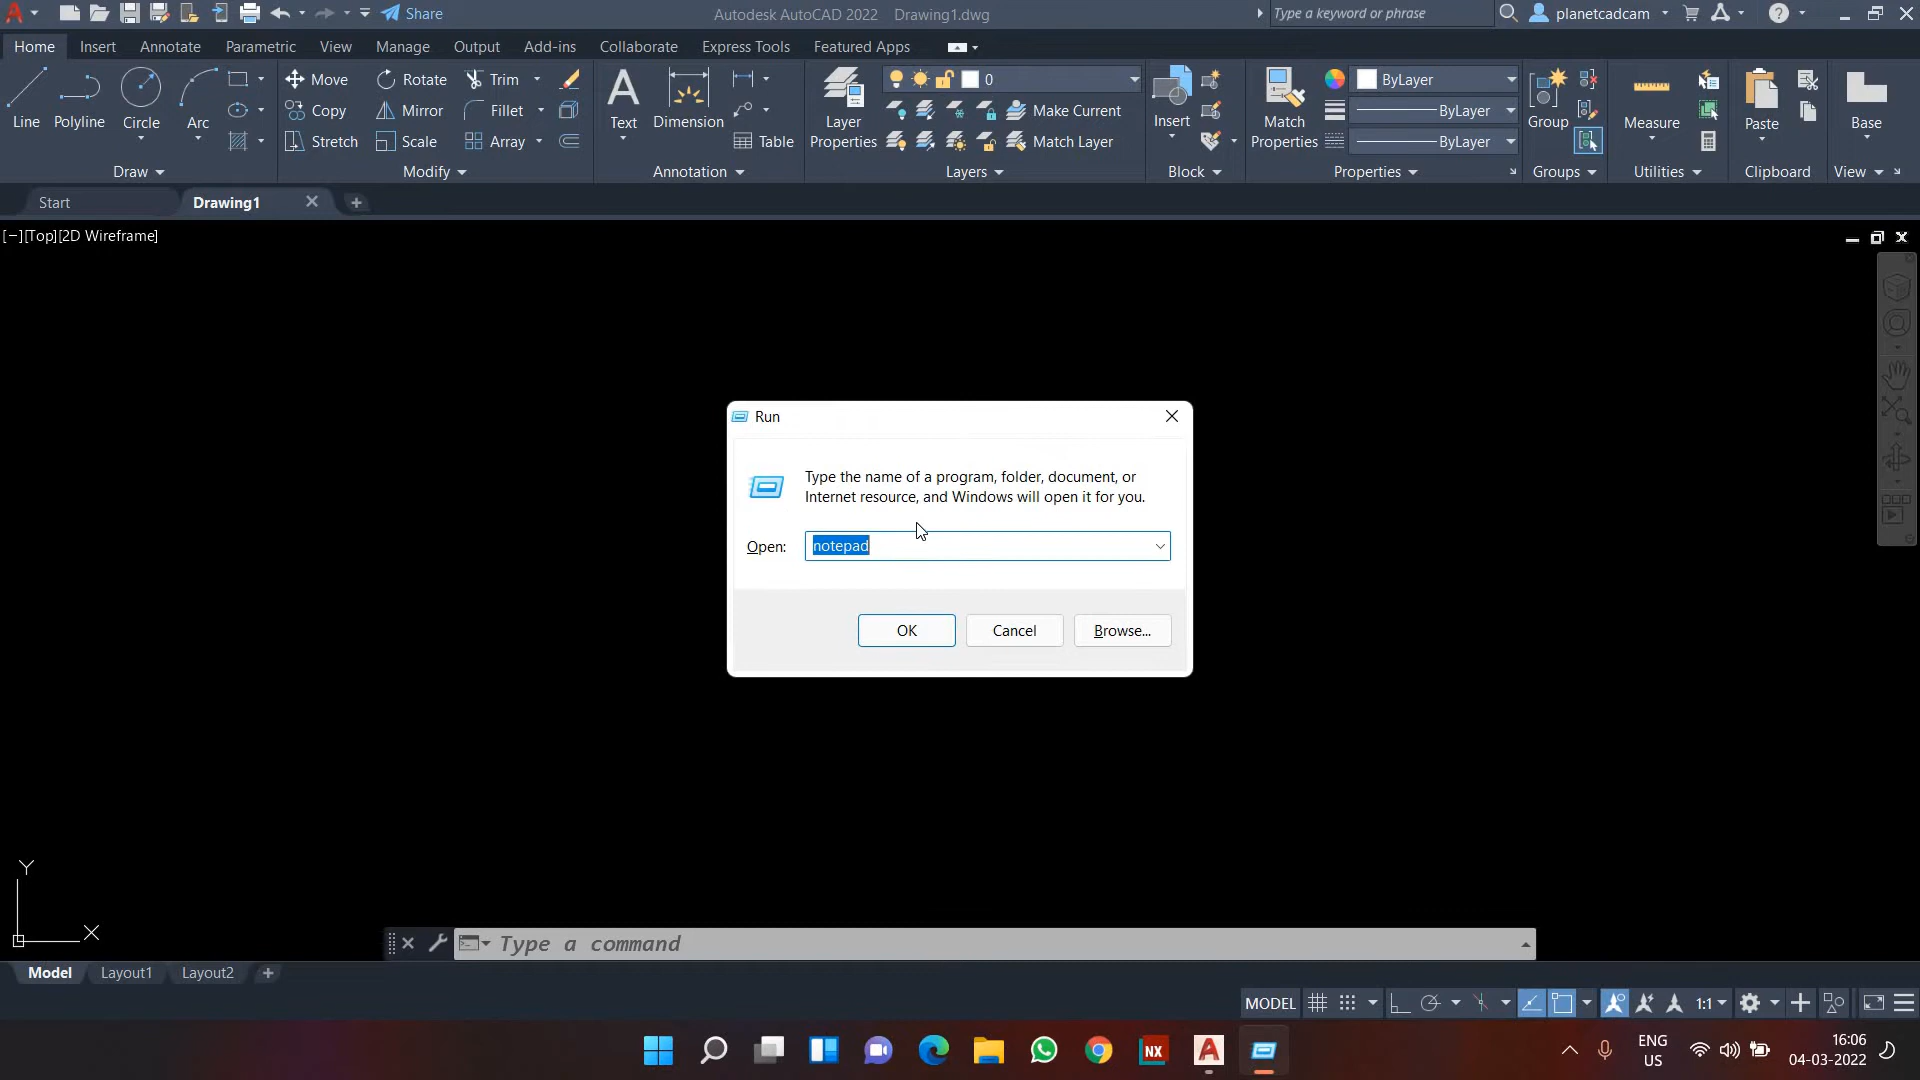 Share
Autodesk AutoCAD 2022 Drawing1.dwg
Type a keyword or phrase
planetcadcam
Home Insert Annotate Parametric View Manage Output Add-ins Collaborate Express Tools Featured Apps
Move Rotate Trim
0
ByLayer
Copy Mirror Fillet
Make Current
ByLayer
Line Polyline Circle Arc
Text Dimension
Layer
Properties
Insert
Match
Properties
Group Measure Paste Base
Stretch Scale Array
Table
Match Layer
ByLayer
Draw Modify Annotation Layers Block Properties Groups Utilities Clipboard View
Start Drawing1
[−][Top][2D Wireframe]
Run
Type the name of a program, folder, document, or
Internet resource, and Windows will open it for you.
Open: notepad
OK Cancel Browse...
Y
X
Type a command
Model Layout1 Layout2
MODEL 1:1
NX
ENG
US
16:06
04-03-2022